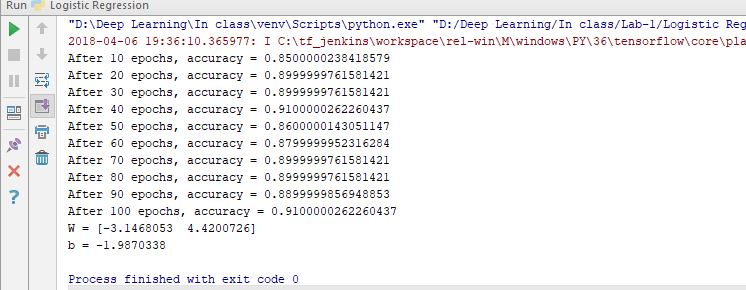 Run Logistic Regression
"D:\Deep Learning\In class\venv\Scripts\python.exe" "D:/Deep Learning/In class/Lab-1/Logistic Reg
2018-04-06 19:36:10.365977: I C:\tf_jenkins\workspace\rel-win\M\windows\PY\36\tensorflow\core\pla
After 10 epochs, accuracy = 0.8500000238418579
After 20 epochs, accuracy = 0.8999999761581421
After 30 epochs, accuracy = 0.8999999761581421
After 40 epochs, accuracy = 0.9100000262260437
After 50 epochs, accuracy = 0.8600000143051147
After 60 epochs, accuracy = 0.8799999952316284
After 70 epochs, accuracy = 0.8999999761581421
After 80 epochs, accuracy = 0.8999999761581421
After 90 epochs, accuracy = 0.8899999856948853
After 100 epochs, accuracy = 0.9100000262260437
W = [-3.1468053  4.4200726]
b = -1.9870338
Process finished with exit code 0